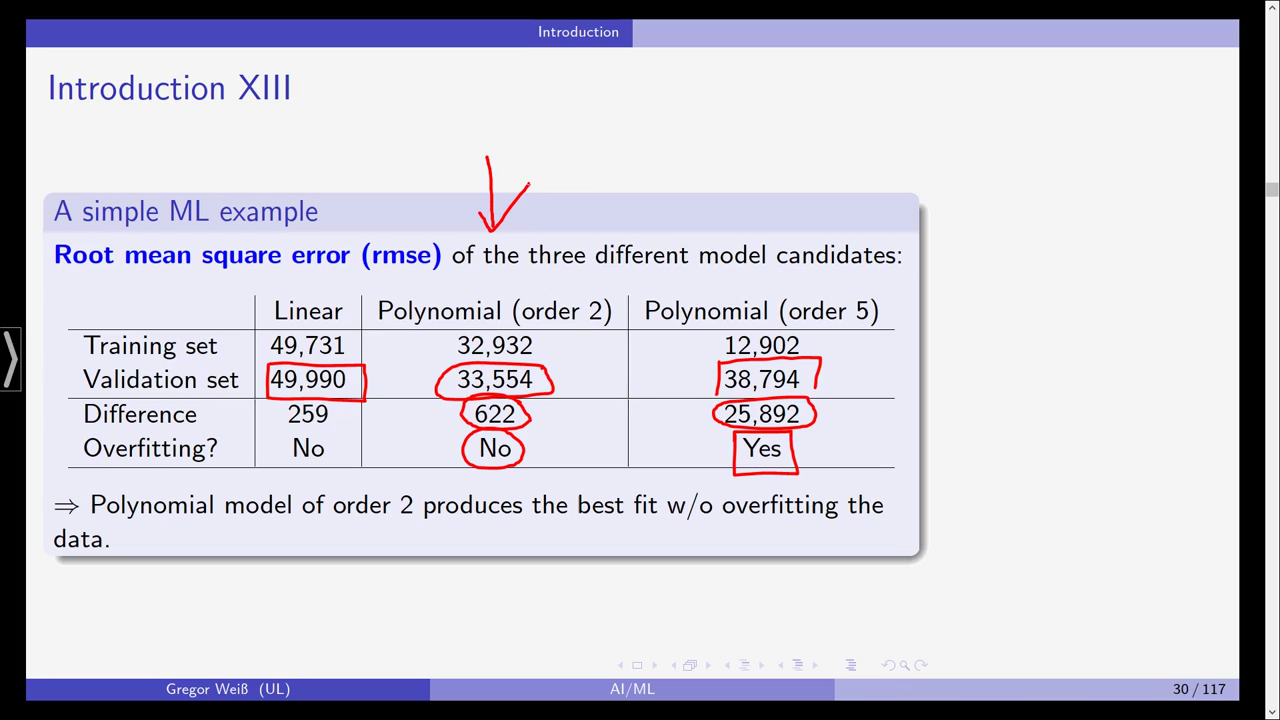 Introduction
Introduction XIII
A simple ML example
Root mean square error (rmse) of the three different model candidates:
Linear Polynomial (order 2) Polynomial (order 5)
Training set 49,731 32,932 12,902
Validation set 49,990 33,554 38,794
Difference 259 622 25,892
Overfitting? No No Yes
⇒ Polynomial model of order 2 produces the best fit w/o overfitting the
data.
Gregor Weiß (UL) AI/ML 30 / 117